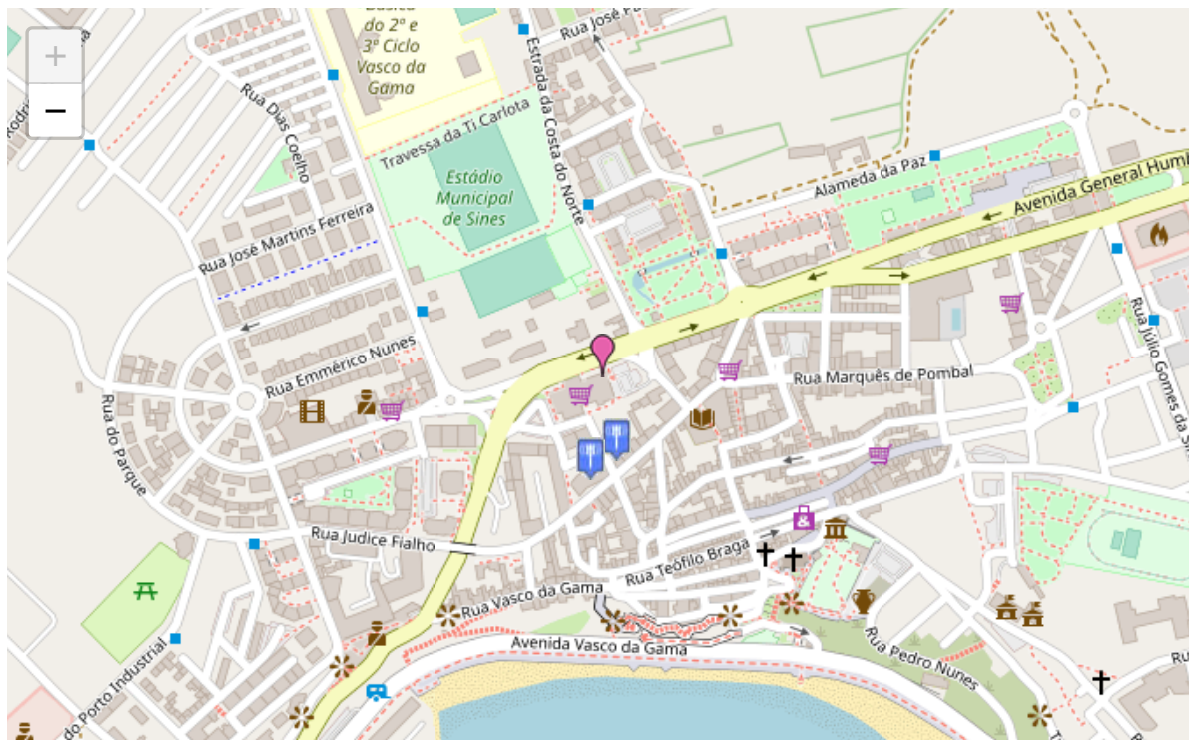 +
−
do 2º e
3º Ciclo
Vasco da
Gama
Rua José
Estrada da Costa do Norte
Rua Dias Coelho
Travessa da Ti Carlota
Estádio
Municipal
de Sines
Alameda da Paz
Avenida General Humb
Rua José Martins Ferreira
Rua Emmérico Nunes
Rua do Parque
Rua Marquês de Pombal
Rua Júlio Gomes da
Rua Judice Fialho
Rua Teófilo Braga
Rua Vasco da Gama
Avenida Vasco da Gama
Rua Pedro Nunes
do Porto Industrial